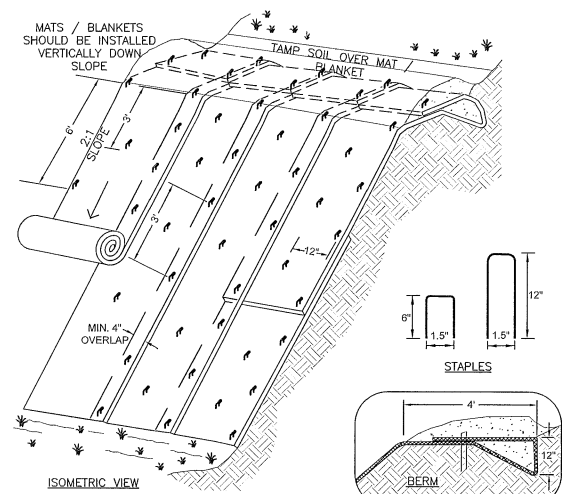 MATS / BLANKETS
SHOULD BE INSTALLED
VERTICALLY DOWN
SLOPE
TAMP SOIL OVER MAT /
BLANKET
6'
3'
2:1
SLOPE
3'
12"
MIN. 4"
OVERLAP
6"
1.5"
12"
1.5"
STAPLES
4'
12"
BERM
ISOMETRIC VIEW